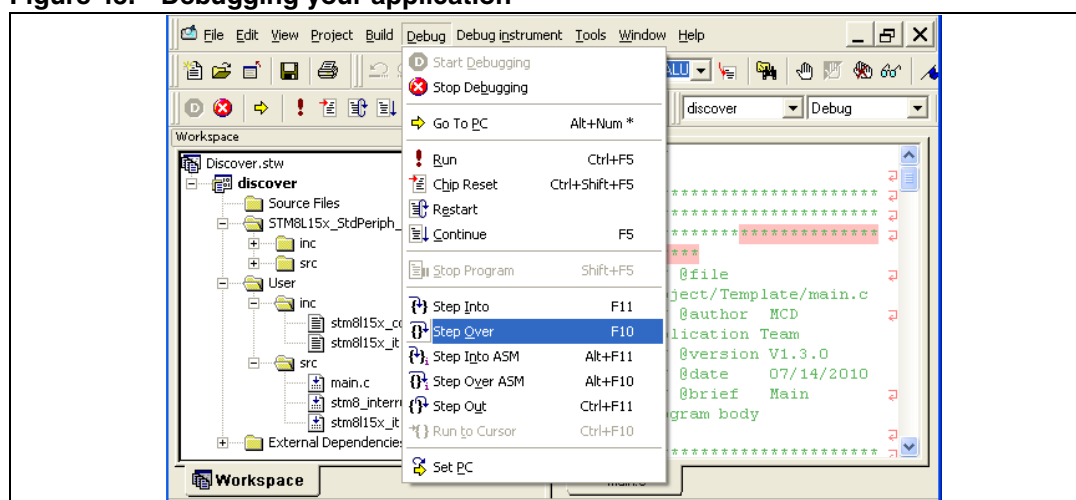 Figure 43. Debugging your application
File Edit View Project Build Debug Debug instrument Tools Window Help
Start Debugging
Stop Debugging
Go To PC Alt+Num *
Run Ctrl+F5
Chip Reset Ctrl+Shift+F5
Restart
Continue F5
Stop Program Shift+F5
Step Into F11
Step Over F10
Step Into ASM Alt+F11
Step Over ASM Alt+F10
Step Out Ctrl+F11
Run to Cursor Ctrl+F10
Set PC
discover Debug
Workspace
Discover.stw
discover
Source Files
STM8L15x_StdPeriph_
inc
src
User
inc
stm8l15x_co
stm8l15x_it
src
main.c
stm8_interru
stm8l15x_it
External Dependencie
Workspace
***********************
***********************
*********************
***
@file
ject/Template/main.c
@author MCD
lication Team
@version V1.3.0
@date 07/14/2010
@brief Main
gram body
***********************